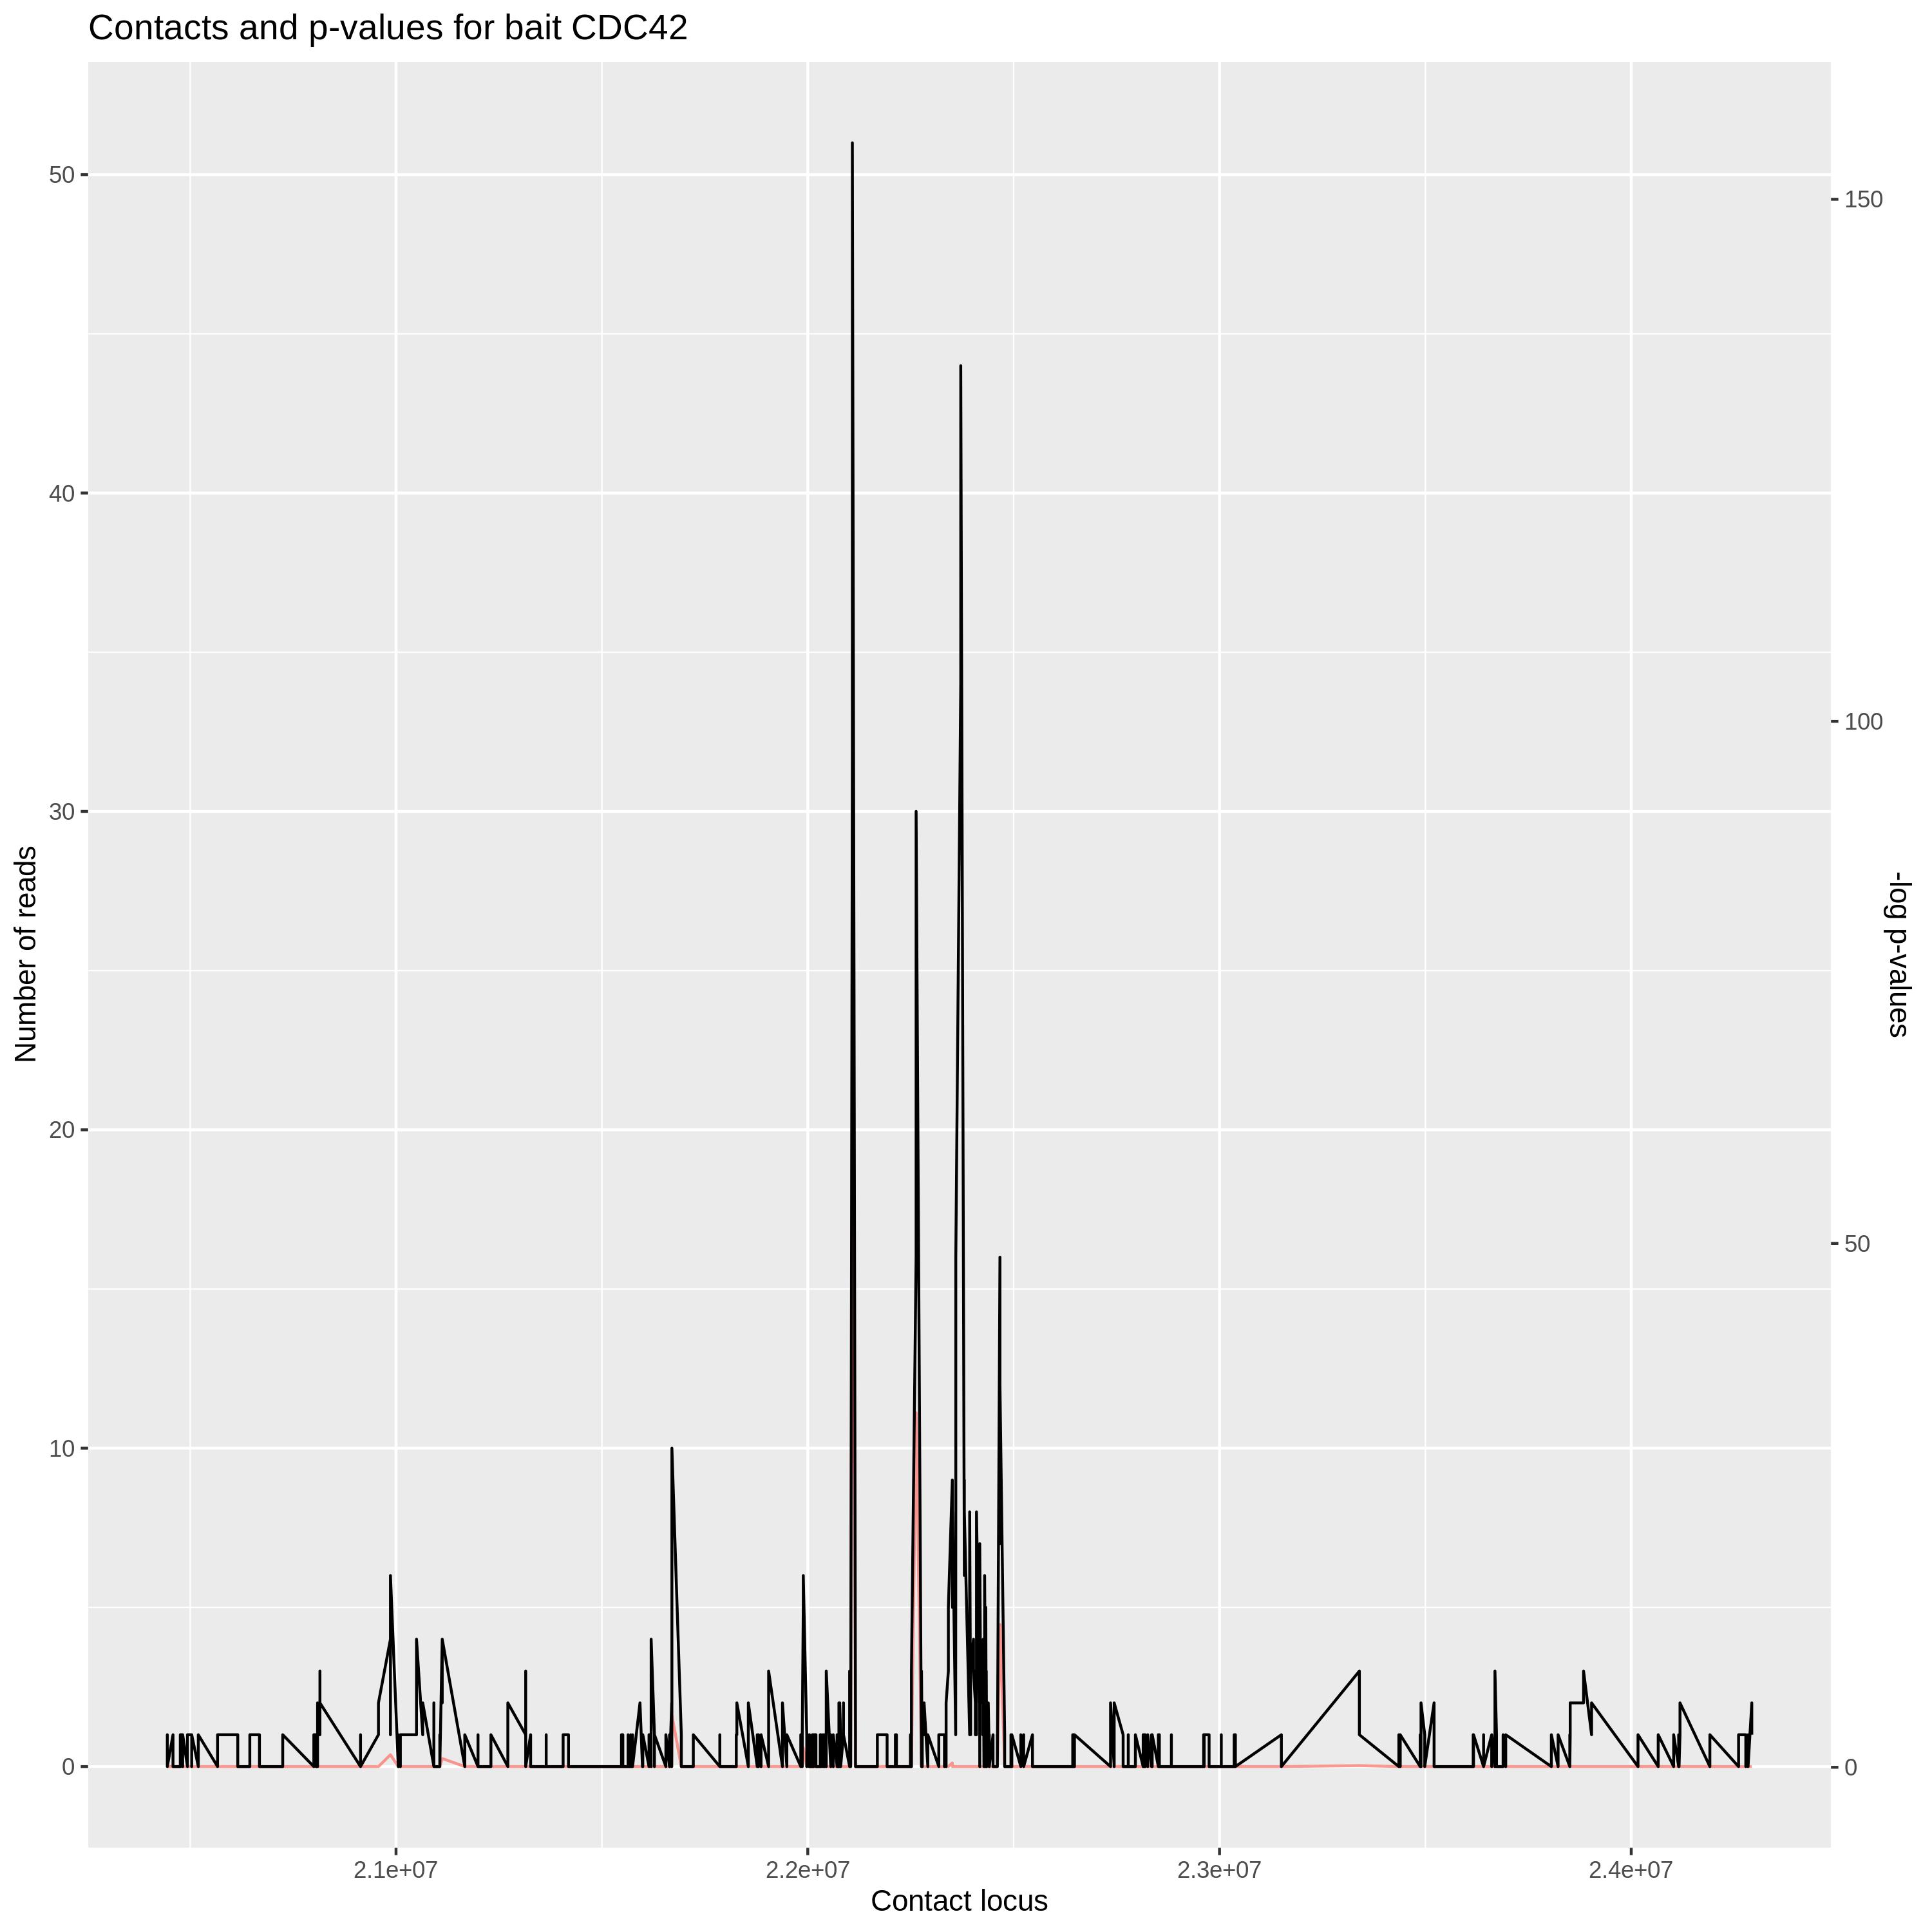 Contacts and p-values for bait CDC42
50
40
30
20
10
0
Number of reads
150
100
50
0
-log p-values
2.1e+07 2.2e+07 2.3e+07 2.4e+07
Contact locus